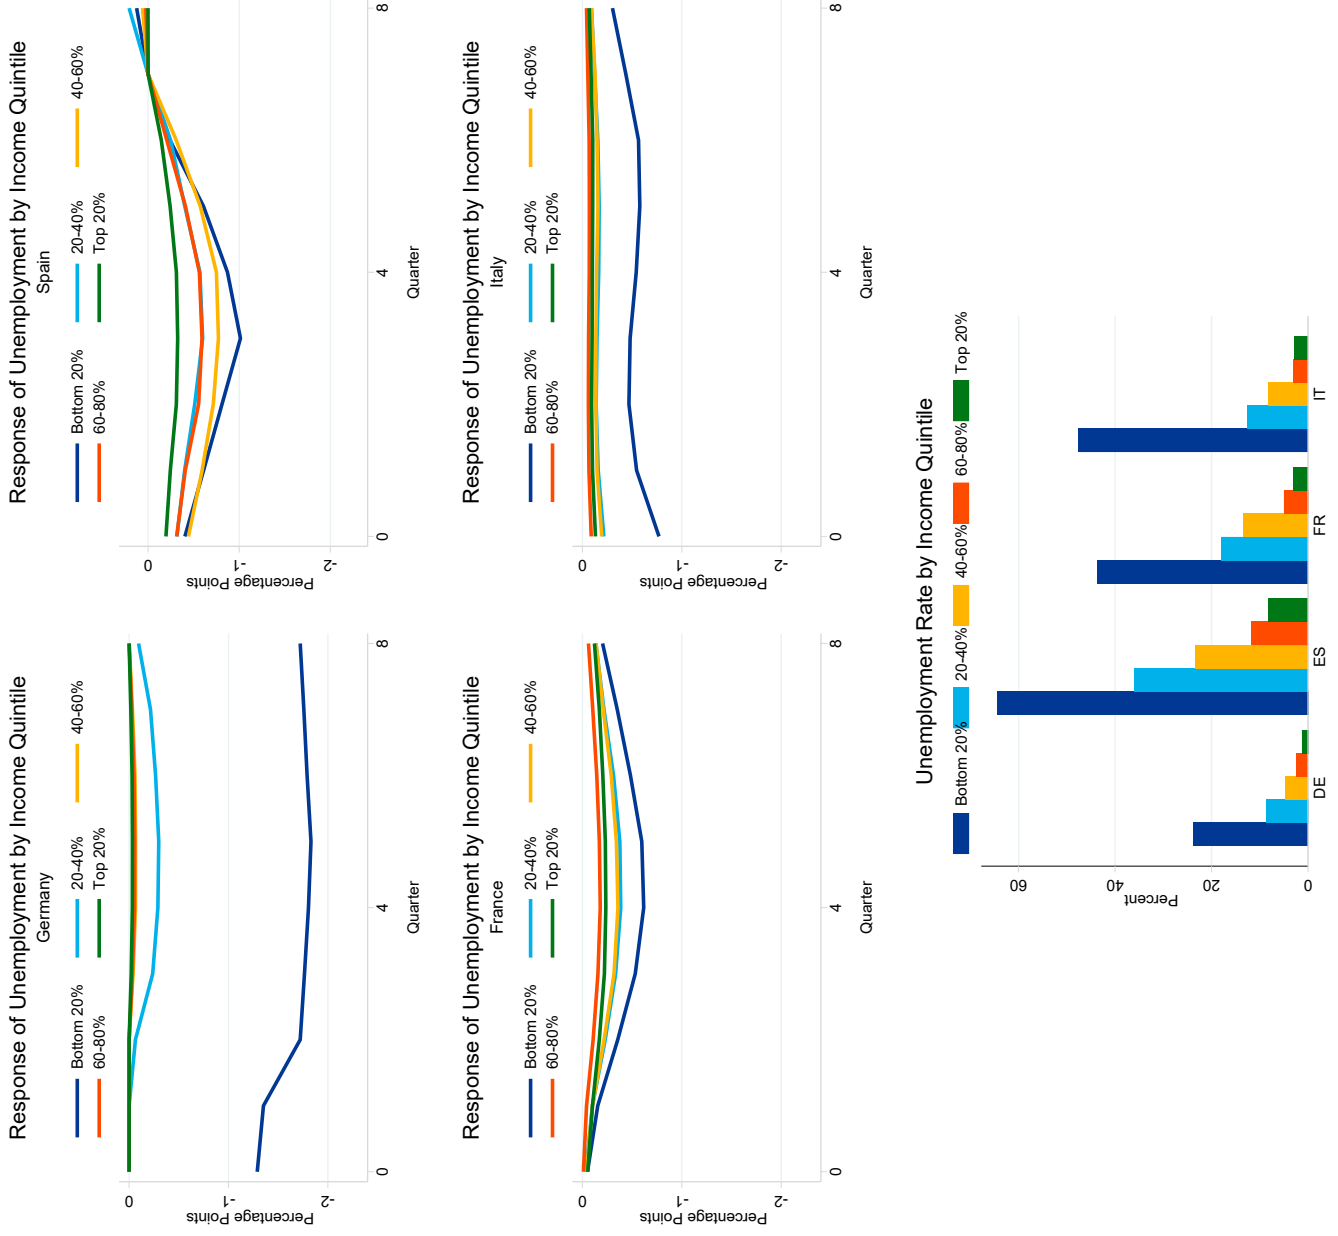 Response of Unemployment by Income Quintile
Germany
Bottom 20%
20-40%
40-60%
60-80%
Top 20%
0
-1
-2
Percentage Points
0
4
8
Quarter
Response of Unemployment by Income Quintile
Spain
Bottom 20%
20-40%
40-60%
60-80%
Top 20%
0
-1
-2
Percentage Points
0
4
8
Quarter
Response of Unemployment by Income Quintile
France
Bottom 20%
20-40%
40-60%
60-80%
Top 20%
0
-1
-2
Percentage Points
0
4
8
Quarter
Response of Unemployment by Income Quintile
Italy
Bottom 20%
20-40%
40-60%
60-80%
Top 20%
0
-1
-2
Percentage Points
0
4
8
Quarter
Unemployment Rate by Income Quintile
Bottom 20%
20-40%
40-60%
60-80%
Top 20%
60
40
20
0
Percent
DE
ES
FR
IT